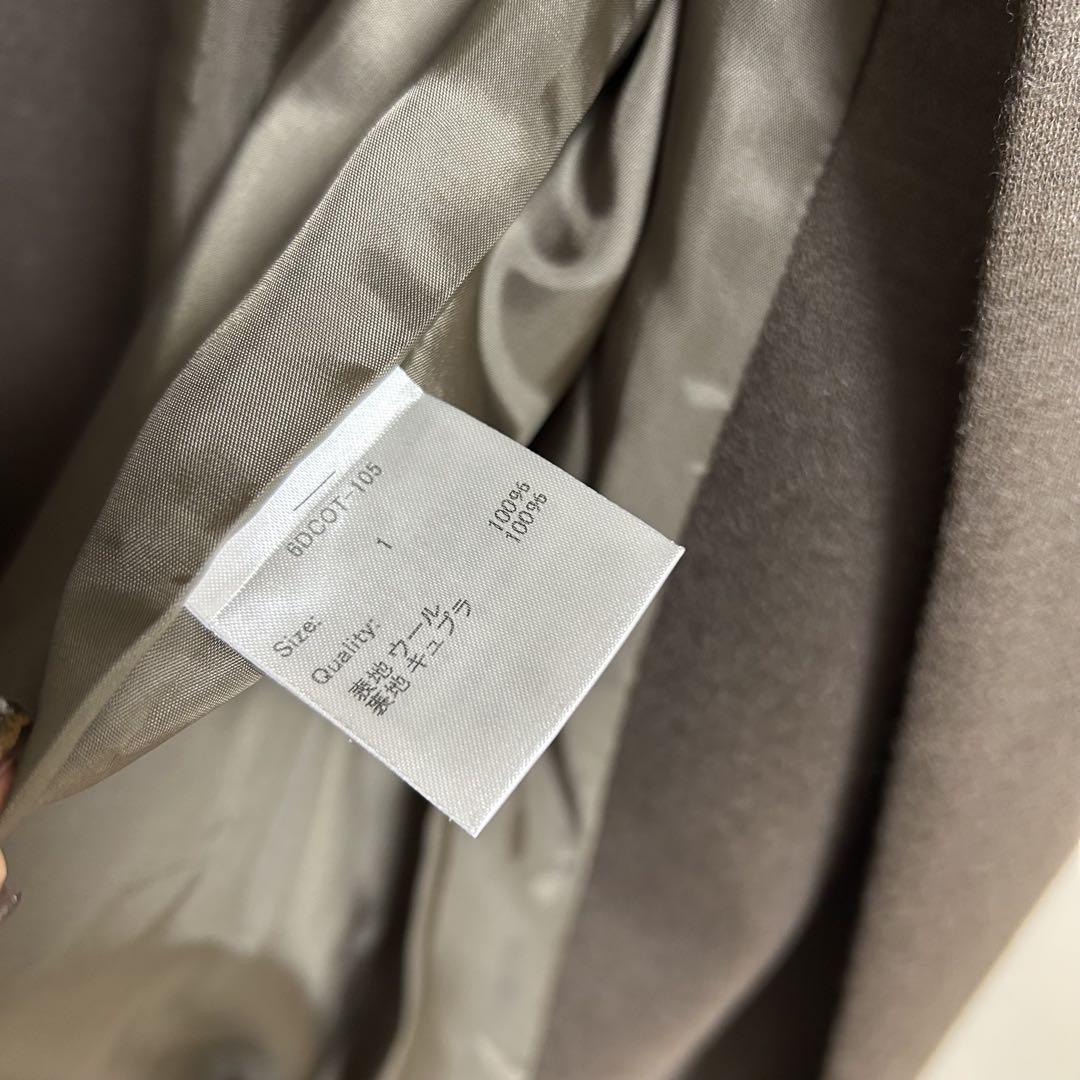 6DCOT-105
Size: 1
Quality:
表地 ウール 100%
裏地 キュプラ 100%